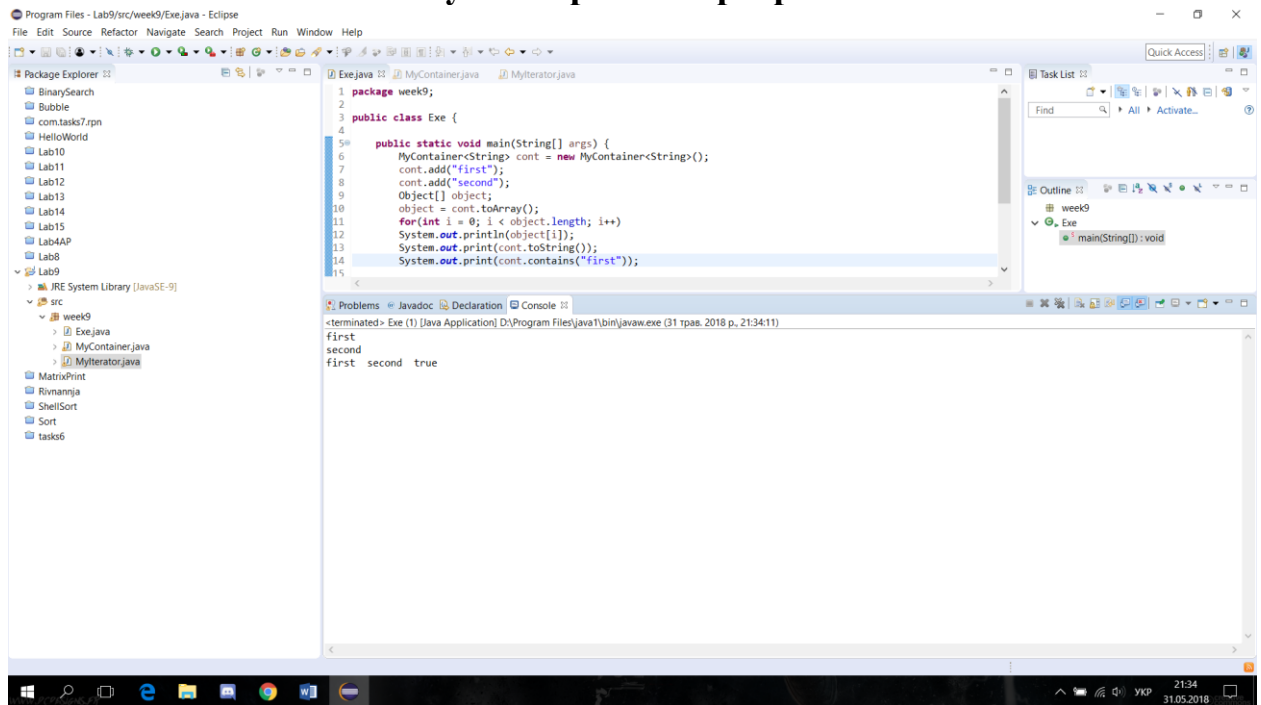 Program Files - Lab9/src/week9/Exe.java - Eclipse
File Edit Source Refactor Navigate Search Project Run Window Help
Quick Access
Package Explorer
BinarySearch
Bubble
com.tasks7.rpn
HelloWorld
Lab10
Lab11
Lab12
Lab13
Lab14
Lab15
Lab4AP
Lab8
Lab9
JRE System Library [JavaSE-9]
src
week9
Exe.java
MyContainer.java
MyIterator.java
MatrixPrint
Rivnannja
ShellSort
Sort
tasks6
Exe.java MyContainer.java MyIterator.java
1 package week9;
2
3 public class Exe {
4
5 public static void main(String[] args) {
6 MyContainer<String> cont = new MyContainer<String>();
7 cont.add("first");
8 cont.add("second");
9 Object[] object;
10 object = cont.toArray();
11 for(int i = 0; i < object.length; i++)
12 System.out.println(object[i]);
13 System.out.print(cont.toString());
14 System.out.print(cont.contains("first"));
15
Problems Javadoc Declaration Console
<terminated> Exe (1) [Java Application] D:\Program Files\java1\bin\javaw.exe (31 трав. 2018 р., 21:34:11)
first
second
first second true
Task List
Find All Activate...
Outline
week9
Exe
main(String[]) : void
УКР
21:34
31.05.2018